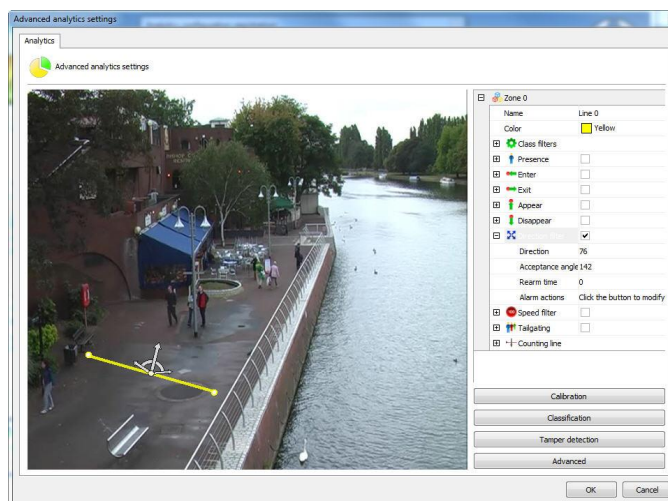 Advanced analytics settings
Analytics
Advanced analytics settings
Zone 0
Name Line 0
Color Yellow
Class filters
Presence
Enter
Exit
Appear
Disappear
Direction 76
Acceptance angle 142
Rearm time 0
Alarm actions Click the button to modify
Speed filter
Tailgating
Counting line
Calibration
Classification
Tamper detection
Advanced
OK Cancel